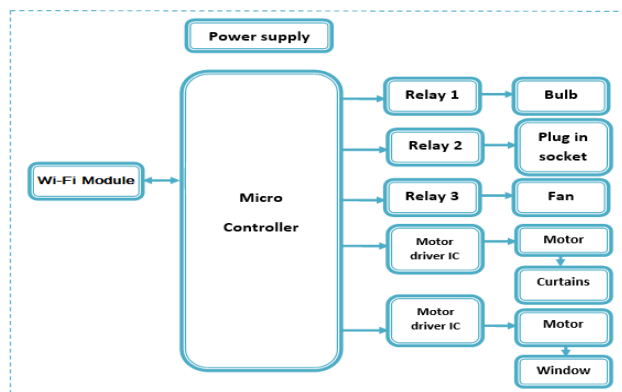 Power supply
Relay 1
Bulb
Relay 2
Plug in
socket
Wi-Fi Module
Micro
Controller
Relay 3
Fan
Motor
driver IC
Motor
Curtains
Motor
driver IC
Motor
Window